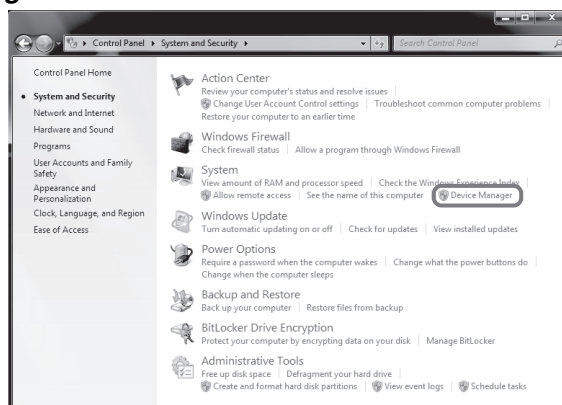 Control Panel ▸ System and Security ▸
Search Control Panel
Control Panel Home
System and Security
Network and Internet
Hardware and Sound
Programs
User Accounts and Family
Safety
Appearance and
Personalization
Clock, Language, and Region
Ease of Access
Action Center
Review your computer's status and resolve issues
Change User Account Control settings | Troubleshoot common computer problems
Restore your computer to an earlier time
Windows Firewall
Check firewall status | Allow a program through Windows Firewall
System
View amount of RAM and processor speed | Check the Windows Experience Index
Allow remote access | See the name of this computer | Device Manager
Windows Update
Turn automatic updating on or off | Check for updates | View installed updates
Power Options
Require a password when the computer wakes | Change what the power buttons do
Change when the computer sleeps
Backup and Restore
Back up your computer | Restore files from backup
BitLocker Drive Encryption
Protect your computer by encrypting data on your disk | Manage BitLocker
Administrative Tools
Free up disk space | Defragment your hard drive
Create and format hard disk partitions | View event logs | Schedule tasks